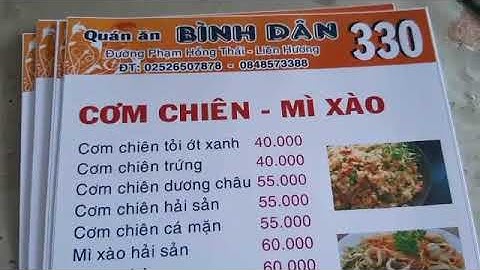 Quán ăn BÌNH DÂN 330
Đường Phạm Hồng Thái - Liên Hương
ĐT: 02526507878 - 0848573388
CƠM CHIÊN - MÌ XÀO
Cơm chiên tỏi ớt xanh 40.000
Cơm chiên trứng 40.000
Cơm chiên dương châu 55.000
Cơm chiên hải sản 55.000
Cơm chiên cá mặn 55.000
Mì xào hải sản 60.000
60.000